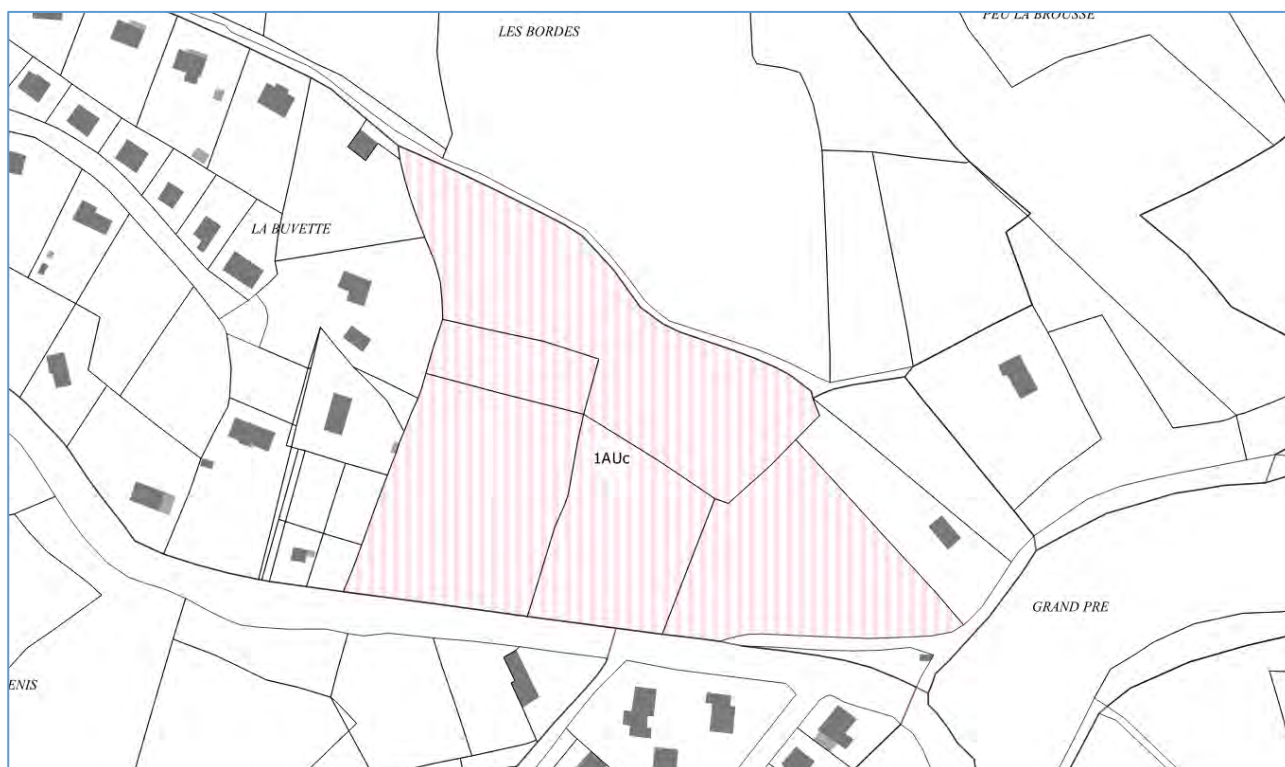 PEU LA BROUSSE
LES BORDES
LA BUVETTE
1AUc
GRAND PRE
ENIS